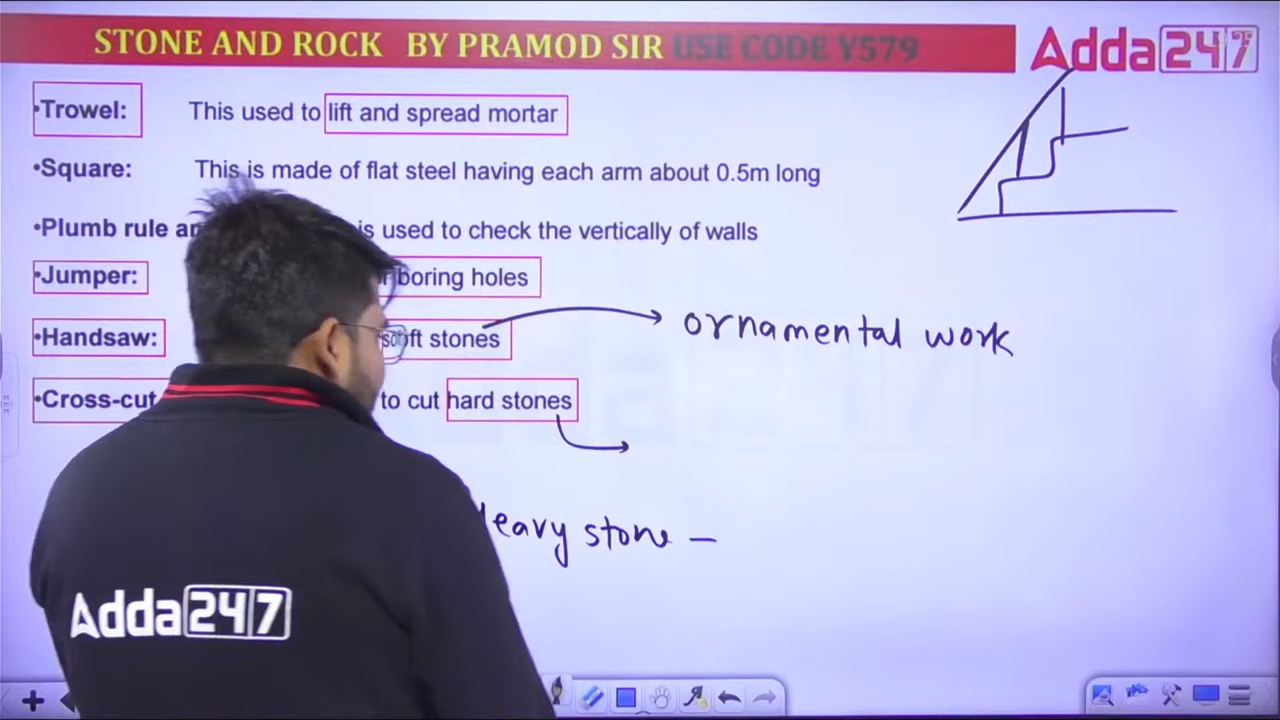 STONE AND ROCK BY PRAMOD SIR USE CODE Y579
Adda247
•Trowel: This used to lift and spread mortar
•Square: This is made of flat steel having each arm about 0.5m long
•Plumb rule is used to check the vertically of walls
•Jumper: boring holes
•Handsaw: soft stones
ornamental work
•Cross-cut to cut hard stones
stone –
Adda247